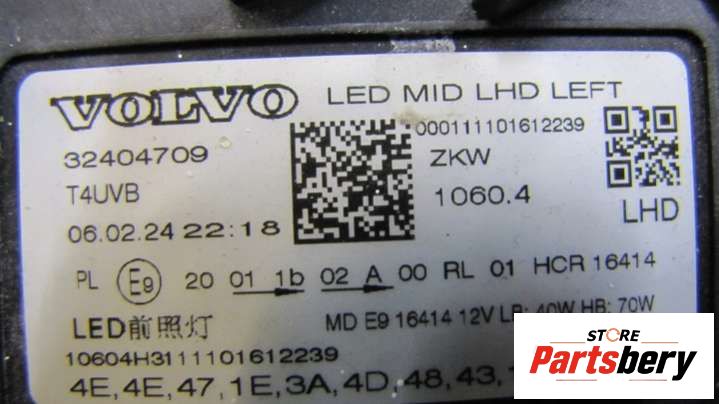 VOLVO LED MID LHD LEFT
000111101612239
32404709 ZKW
T4UVB 1060.4
LHD
06.02.24 22:18
PL E9 20 01 1b 02 A 00 RL 01 HCR 16414
LED前照灯 MD E9 16414 12V LB: 40W HB: 70W
10604H3111101612239
4E,4E,47,1E,3A,4D,48,43,
STORE
Partsbery